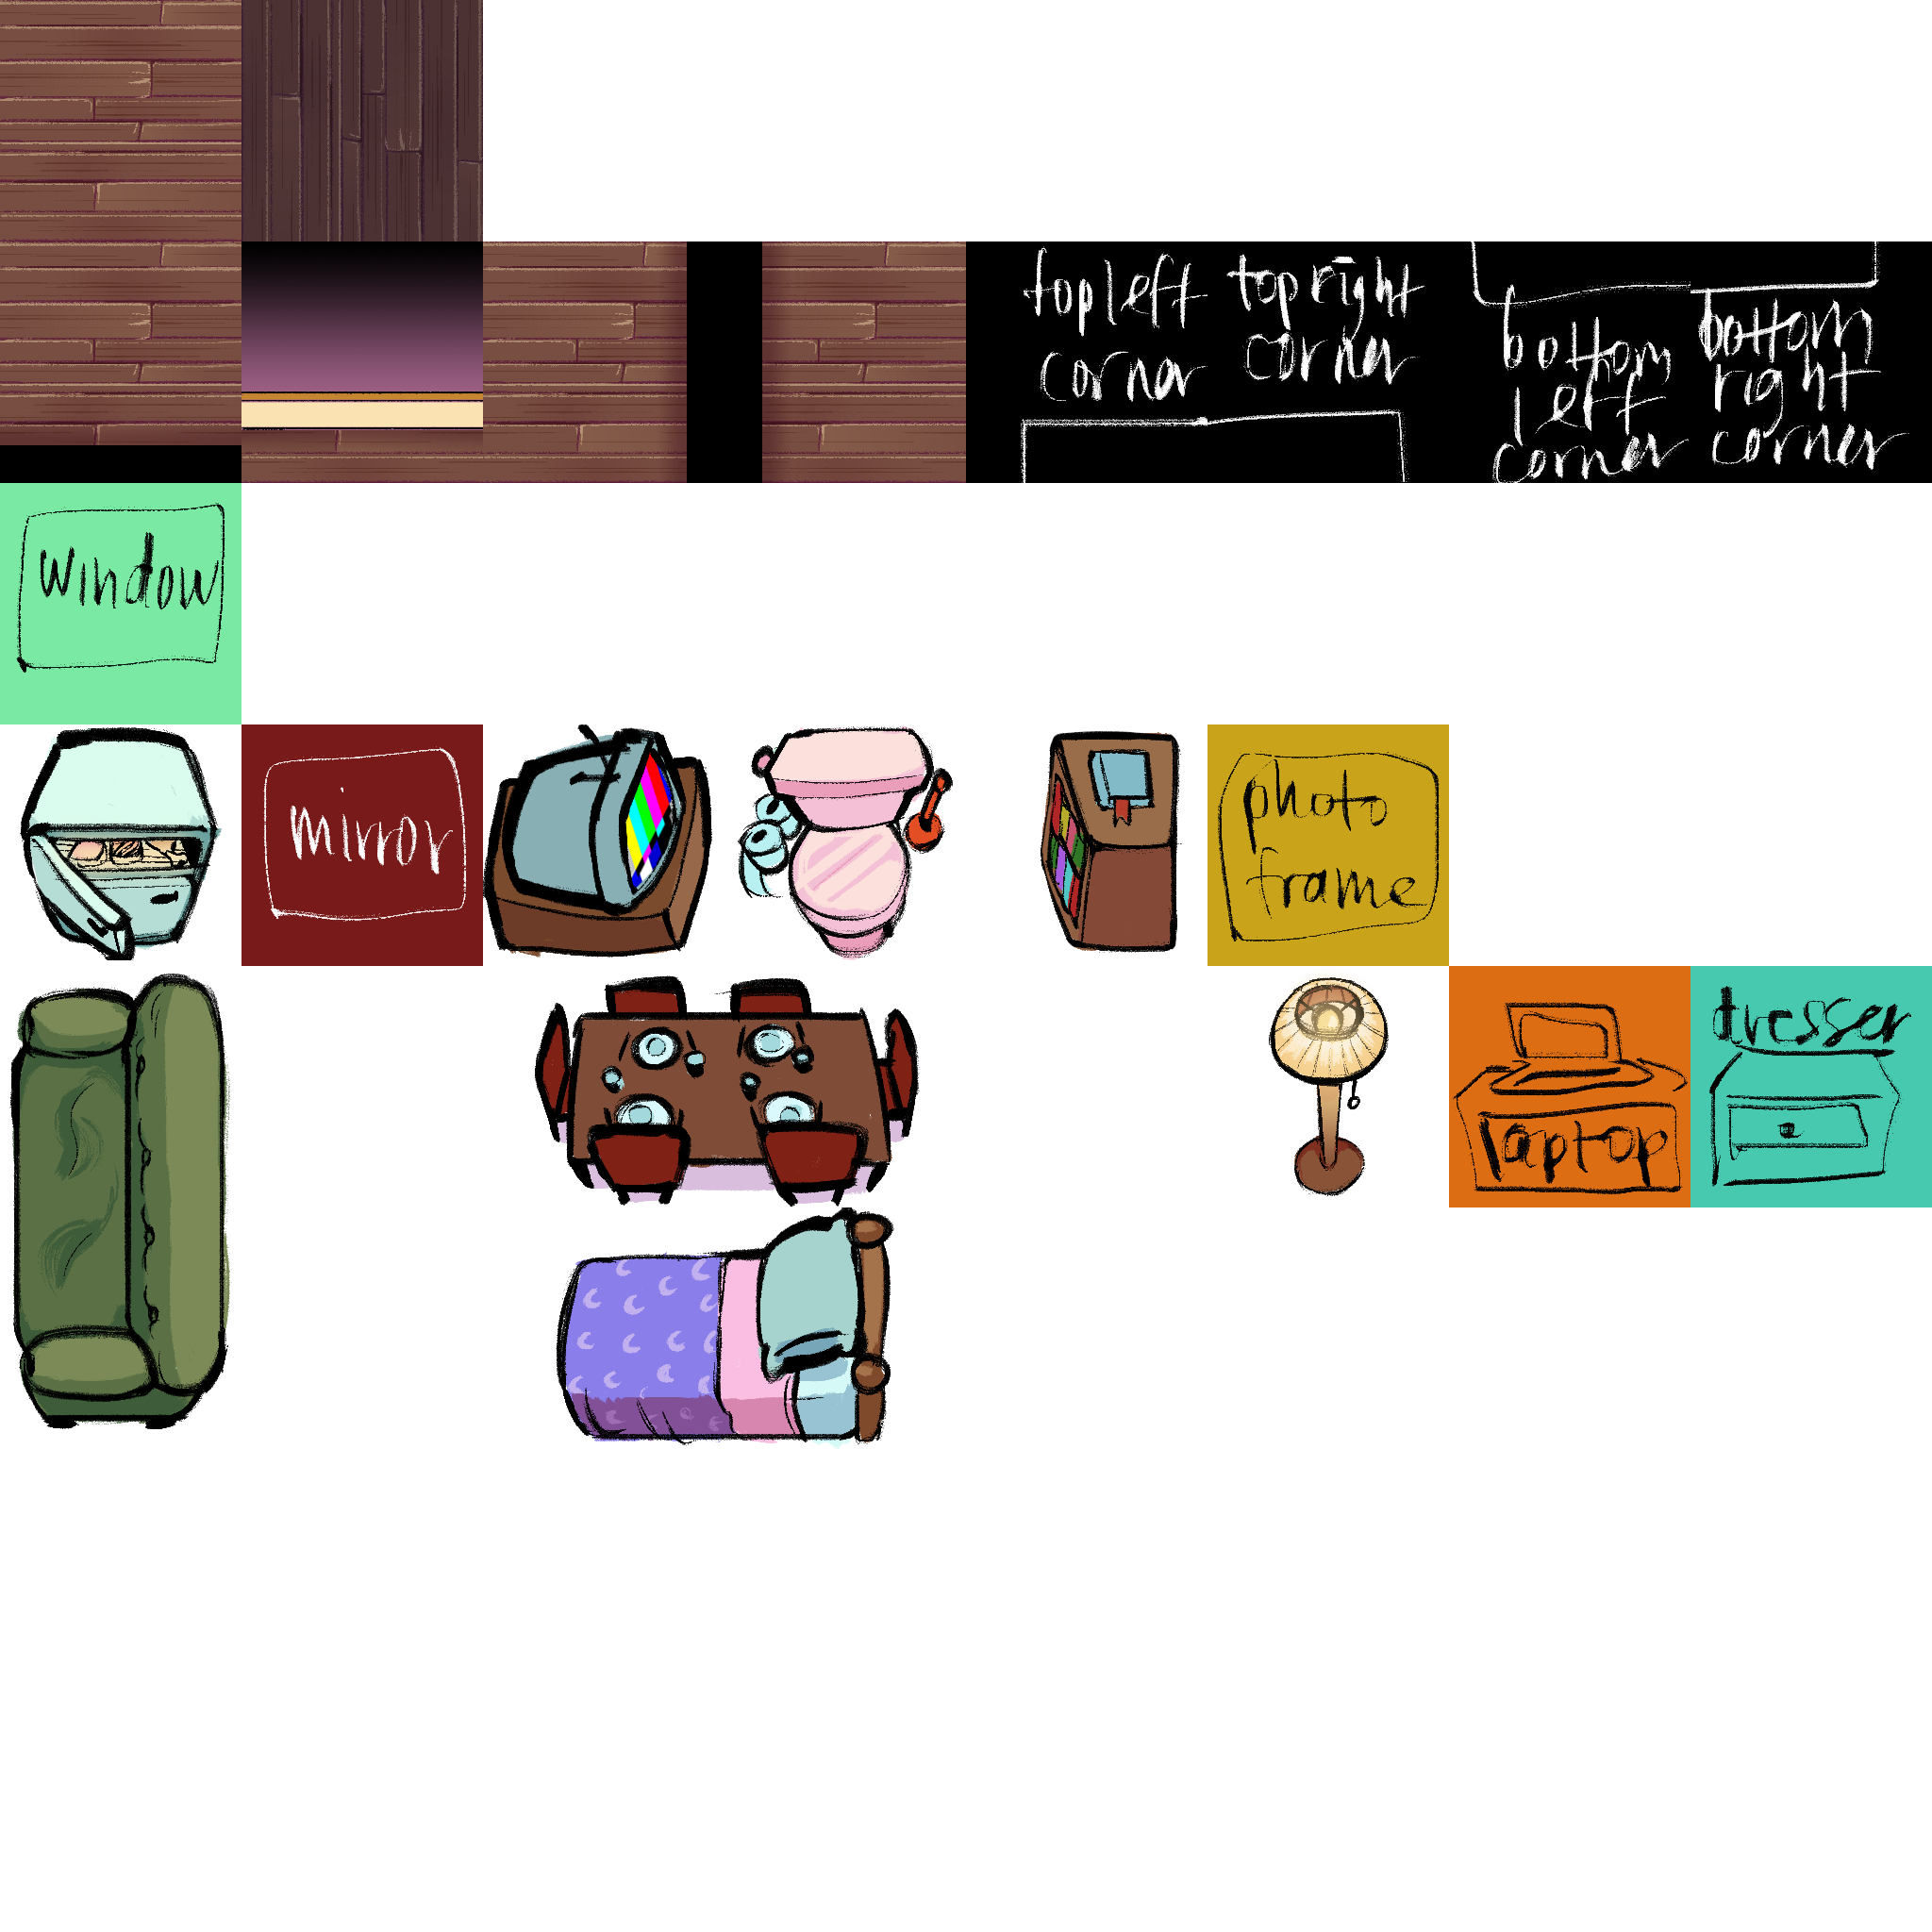 top left
corner
top right
corner
bottom
left
corner
bottom
right
corner
window
mirror
photo
frame
laptop
dresser